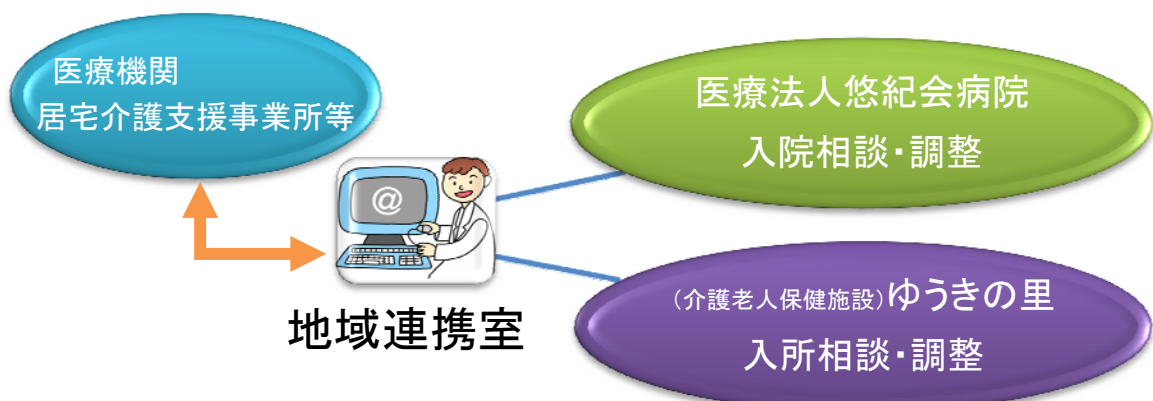 医療機関
居宅介護支援事業所等
医療法人悠紀会病院
入院相談・調整
@
地域連携室
(介護老人保健施設)ゆうきの里
入所相談・調整